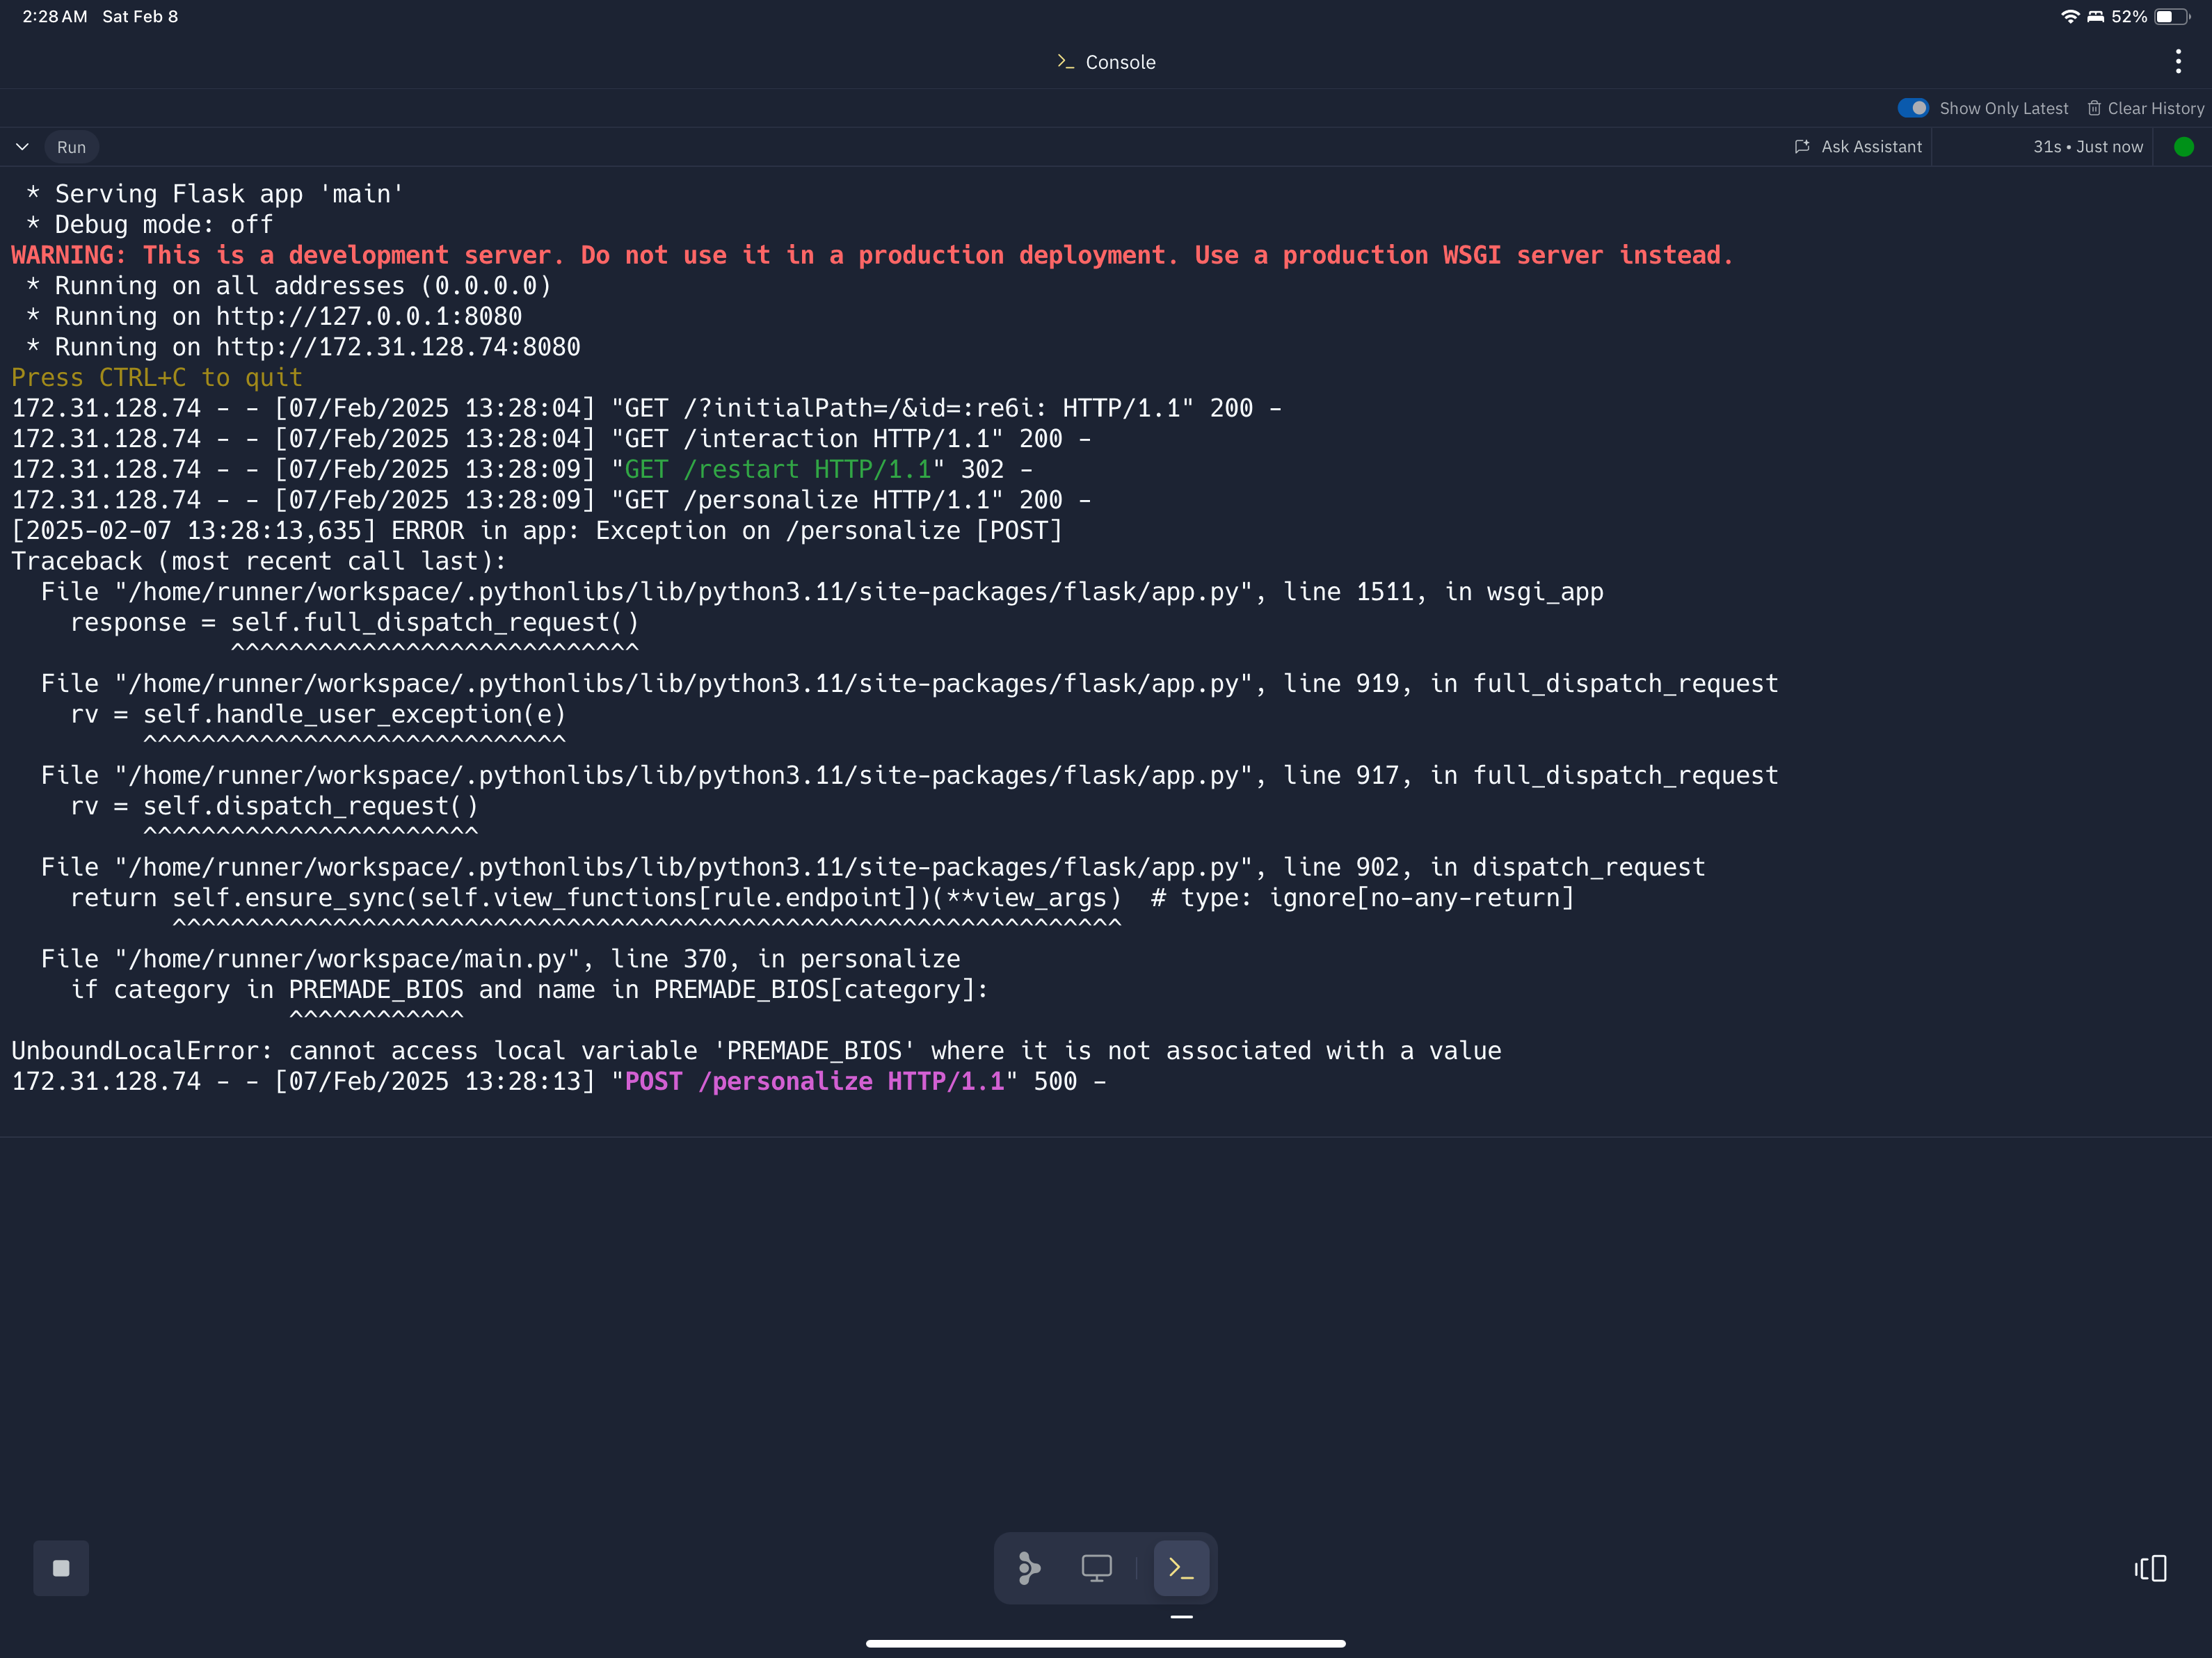 2:28 AM Sat Feb 8
52%
>_ Console
Show Only Latest Clear History
Run Ask Assistant 31s • Just now
 * Serving Flask app 'main'
 * Debug mode: off
WARNING: This is a development server. Do not use it in a production deployment. Use a production WSGI server instead.
 * Running on all addresses (0.0.0.0)
 * Running on http://127.0.0.1:8080
 * Running on http://172.31.128.74:8080
Press CTRL+C to quit
172.31.128.74 - - [07/Feb/2025 13:28:04] "GET /?initialPath=/&id=:re6i: HTTP/1.1" 200 -
172.31.128.74 - - [07/Feb/2025 13:28:04] "GET /interaction HTTP/1.1" 200 -
172.31.128.74 - - [07/Feb/2025 13:28:09] "GET /restart HTTP/1.1" 302 -
172.31.128.74 - - [07/Feb/2025 13:28:09] "GET /personalize HTTP/1.1" 200 -
[2025-02-07 13:28:13,635] ERROR in app: Exception on /personalize [POST]
Traceback (most recent call last):
  File "/home/runner/workspace/.pythonlibs/lib/python3.11/site-packages/flask/app.py", line 1511, in wsgi_app
    response = self.full_dispatch_request()
               ^^^^^^^^^^^^^^^^^^^^^^^^^^^^
  File "/home/runner/workspace/.pythonlibs/lib/python3.11/site-packages/flask/app.py", line 919, in full_dispatch_request
    rv = self.handle_user_exception(e)
         ^^^^^^^^^^^^^^^^^^^^^^^^^^^^^
  File "/home/runner/workspace/.pythonlibs/lib/python3.11/site-packages/flask/app.py", line 917, in full_dispatch_request
    rv = self.dispatch_request()
         ^^^^^^^^^^^^^^^^^^^^^^^
  File "/home/runner/workspace/.pythonlibs/lib/python3.11/site-packages/flask/app.py", line 902, in dispatch_request
    return self.ensure_sync(self.view_functions[rule.endpoint])(**view_args)  # type: ignore[no-any-return]
           ^^^^^^^^^^^^^^^^^^^^^^^^^^^^^^^^^^^^^^^^^^^^^^^^^^^^^^^^^^^^^^^^^
  File "/home/runner/workspace/main.py", line 370, in personalize
    if category in PREMADE_BIOS and name in PREMADE_BIOS[category]:
                   ^^^^^^^^^^^^
UnboundLocalError: cannot access local variable 'PREMADE_BIOS' where it is not associated with a value
172.31.128.74 - - [07/Feb/2025 13:28:13] "POST /personalize HTTP/1.1" 500 -